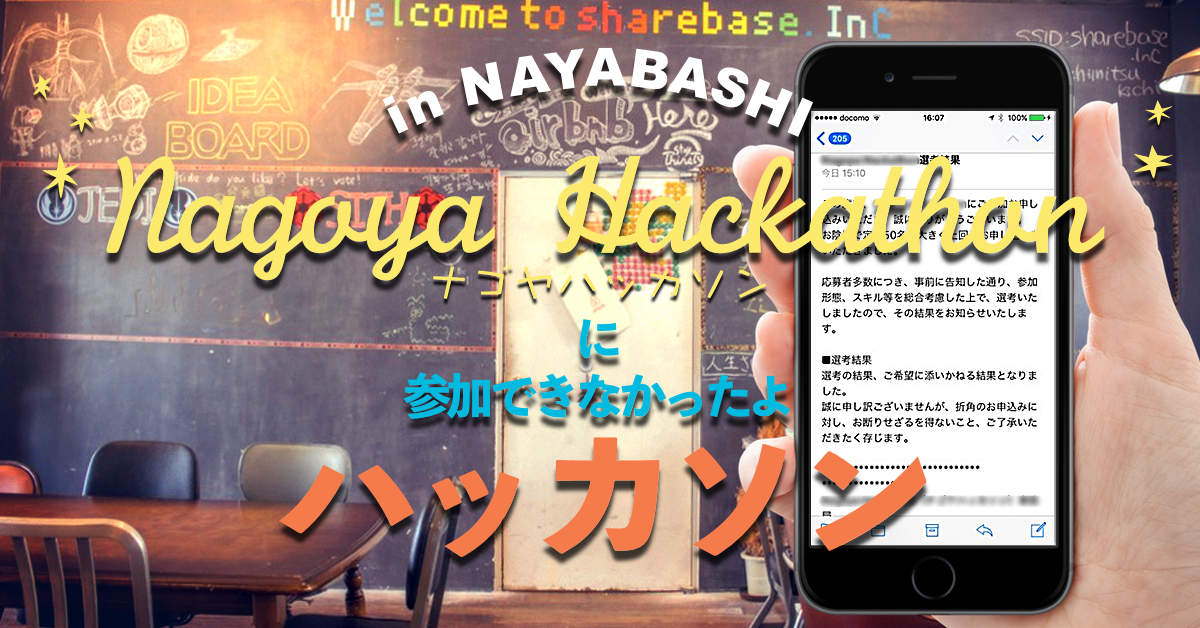 Welcome to sharebase.InC
SSID:sharebase
.InC
in NAYABASHI
IDEA
BOARD
airbnb
Here
Nagoya Hackathon
ナゴヤハッカソン
に
参加できなかったよ
ハッカソン
JEDI
SITH
side do you like? Let's vote!
docomo
16:07
100%
205
選考結果
今日 15:10
応募者多数につき、事前に告知した通り、参加
形態、スキル等を総合考慮した上で、選考いた
しましたので、その結果をお知らせいたしま
す。
■選考結果
選考の結果、ご希望に添いかねる結果となりま
した。
誠に申し訳ございませんが、折角のお申込みに
対し、お断りせざるを得ないこと、ご了承いた
だきたく存じます。